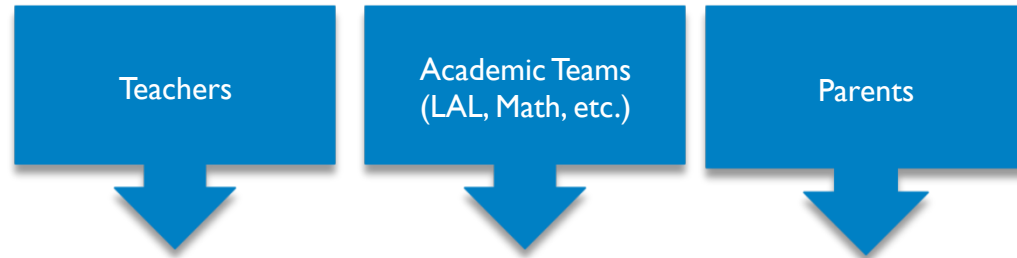 Teachers
Academic Teams
(LAL, Math, etc.)
Parents